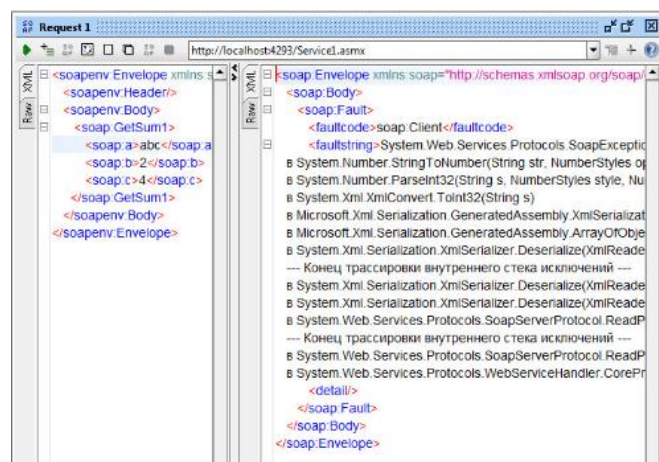 Request 1
http://localhost:4293/Service1.asmx
XML
Raw
<soapenv:Envelope xmlns:s
<soapenv:Header/>
<soapenv:Body>
<soap:GetSum1>
<soap:a>abc</soap:a
<soap:b>2</soap:b>
<soap:c>4</soap:c>
</soap:GetSum1>
</soapenv:Body>
</soapenv:Envelope>
XML
Raw
<soap:Envelope xmlns:soap="http://schemas.xmlsoap.org/soap/
<soap:Body>
<soap:Fault>
<faultcode>soap:Client</faultcode>
<faultstring>System.Web.Services.Protocols.SoapExceptio
в System.Number.StringToNumber(String str, NumberStyles op
в System.Number.ParseInt32(String s, NumberStyles style, Nu
в System.Xml.XmlConvert.ToInt32(String s)
в Microsoft.Xml.Serialization.GeneratedAssembly.XmlSerializat
в Microsoft.Xml.Serialization.GeneratedAssembly.ArrayOfObje
в System.Xml.Serialization.XmlSerializer.Deserialize(XmlReade
--- Конец трассировки внутреннего стека исключений ---
в System.Xml.Serialization.XmlSerializer.Deserialize(XmlReade
в System.Xml.Serialization.XmlSerializer.Deserialize(XmlReade
в System.Web.Services.Protocols.SoapServerProtocol.ReadP
--- Конец трассировки внутреннего стека исключений ---
в System.Web.Services.Protocols.SoapServerProtocol.ReadP
в System.Web.Services.Protocols.WebServiceHandler.CorePr
<detail/>
</soap:Fault>
</soap:Body>
</soap:Envelope>